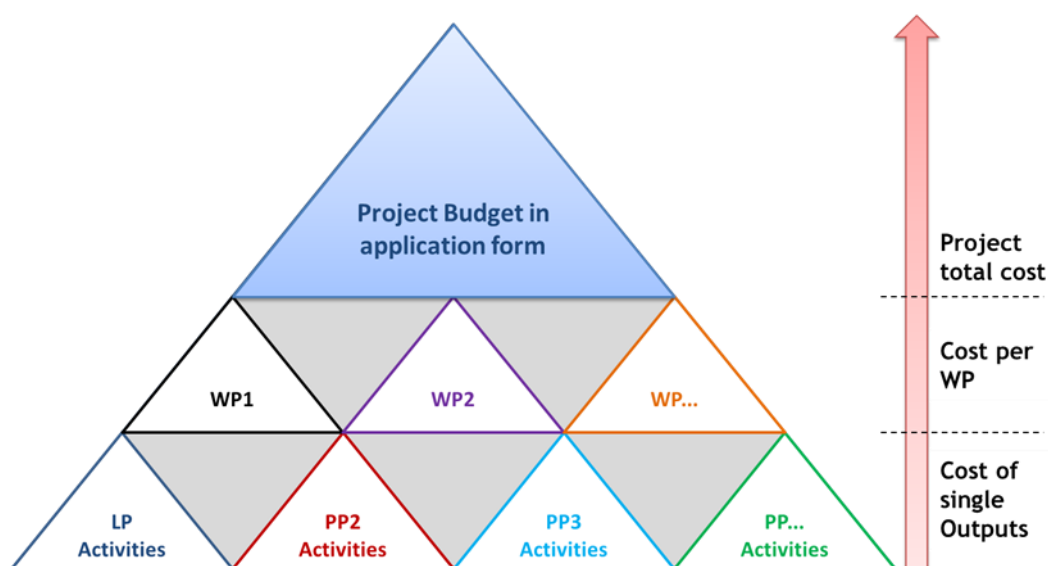 Project Budget in
application form
Project
total cost
WP1
WP2
WP...
Cost per
WP
LP
Activities
PP2
Activities
PP3
Activities
PP...
Activities
Cost of
single
Outputs